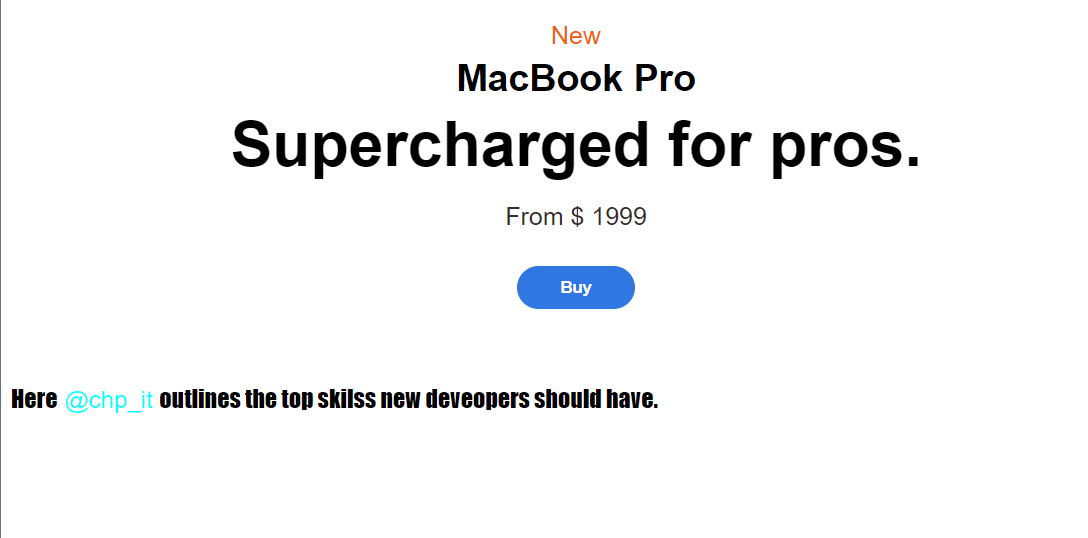 New
MacBook Pro
Supercharged for pros.
From $ 1999
Buy
Here @chp_it outlines the top skilss new deveopers should have.